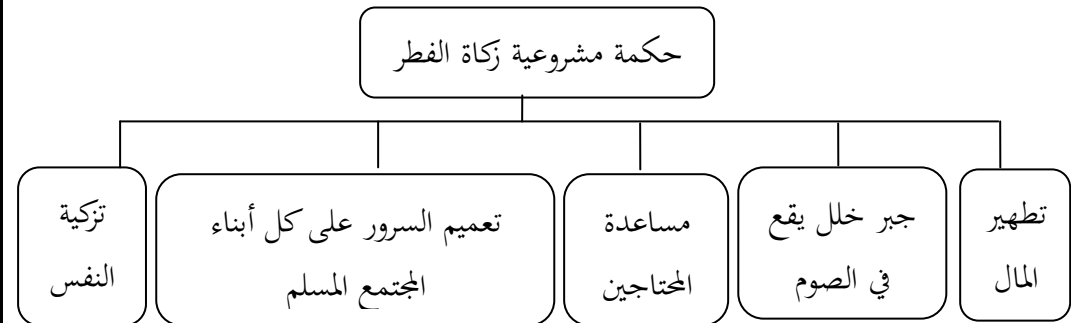 حكمة مشروعية زكاة الفطر
تطهير
المال
جبر خلل يقع
في الصوم
مساعدة
المحتاجين
تعميم السرور على كل أبناء
المجتمع المسلم
تزكية
النفس